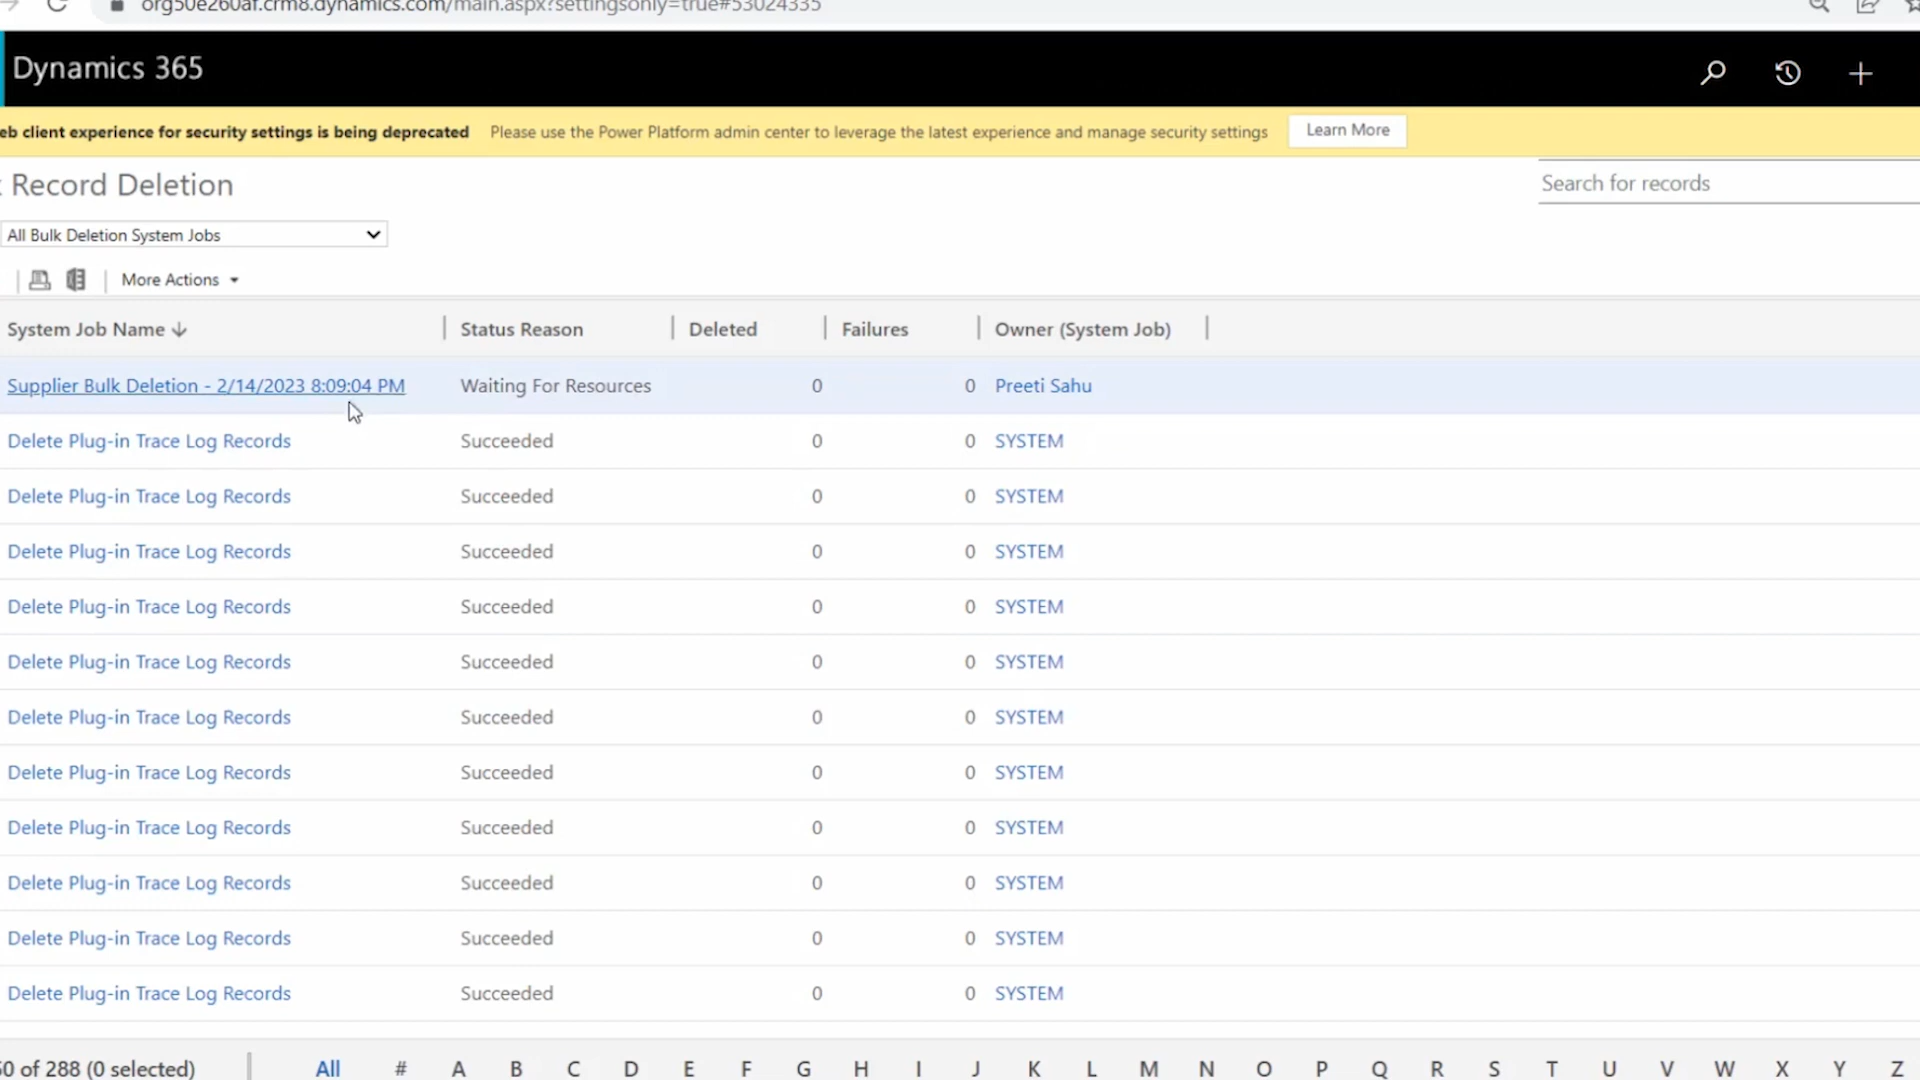 org50e260af.crm8.dynamics.com/main.aspx?settingsonly=true#53024335
Dynamics 365
eb client experience for security settings is being deprecated Please use the Power Platform admin center to leverage the latest experience and manage security settings Learn More
Record Deletion
Search for records
All Bulk Deletion System Jobs
More Actions
System Job Name Status Reason Deleted Failures Owner (System Job)
Supplier Bulk Deletion - 2/14/2023 8:09:04 PM Waiting For Resources 0 0 Preeti Sahu
Delete Plug-in Trace Log Records Succeeded 0 0 SYSTEM
Delete Plug-in Trace Log Records Succeeded 0 0 SYSTEM
Delete Plug-in Trace Log Records Succeeded 0 0 SYSTEM
Delete Plug-in Trace Log Records Succeeded 0 0 SYSTEM
Delete Plug-in Trace Log Records Succeeded 0 0 SYSTEM
Delete Plug-in Trace Log Records Succeeded 0 0 SYSTEM
Delete Plug-in Trace Log Records Succeeded 0 0 SYSTEM
Delete Plug-in Trace Log Records Succeeded 0 0 SYSTEM
Delete Plug-in Trace Log Records Succeeded 0 0 SYSTEM
Delete Plug-in Trace Log Records Succeeded 0 0 SYSTEM
Delete Plug-in Trace Log Records Succeeded 0 0 SYSTEM
50 of 288 (0 selected) All # A B C D E F G H I J K L M N O P Q R S T U V W X Y Z